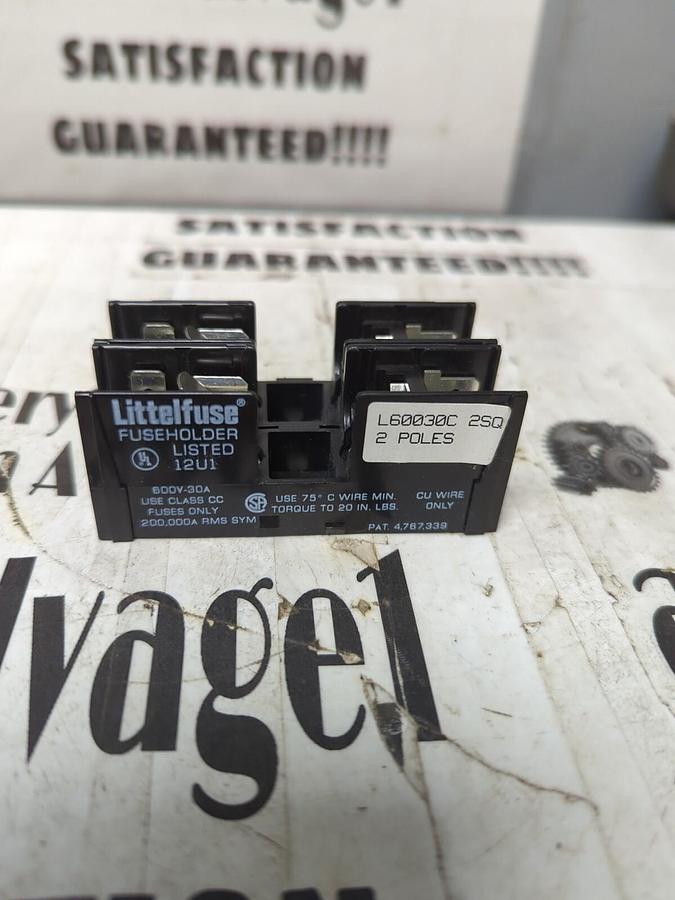 SATISFACTION
GUARANTEED!!!!
SATISFACTION
GUARANTEED!!!!
Littelfuse®
FUSEHOLDER
UL LISTED
12U1
600V-30A
USE CLASS CC
FUSES ONLY
200,000A RMS SYM
SA USE 75° C WIRE MIN.
TORQUE TO 20 IN. LBS.
CU WIRE
ONLY
PAT. 4,767,339
L60030C 2SQ
2 POLES